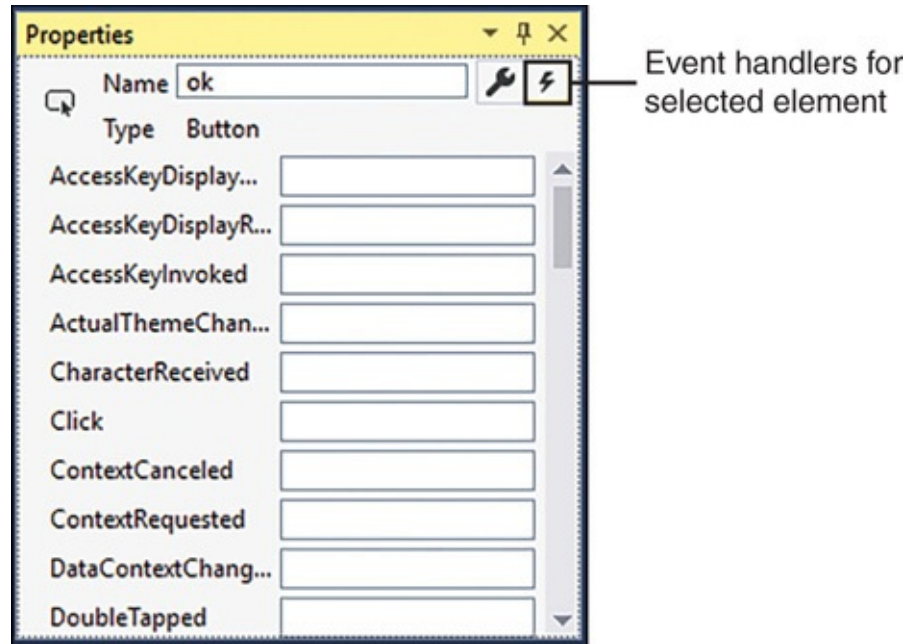 Properties
Name ok
Event handlers for
selected element
Type Button
AccessKeyDisplay...
AccessKeyDisplayR...
AccessKeyInvoked
ActualThemeChan...
CharacterReceived
Click
ContextCanceled
ContextRequested
DataContextChang...
DoubleTapped